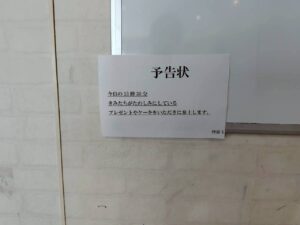 予告状
今日の
きみたちがたのしみにしている
プレゼントやケーキをいただきに参上します。